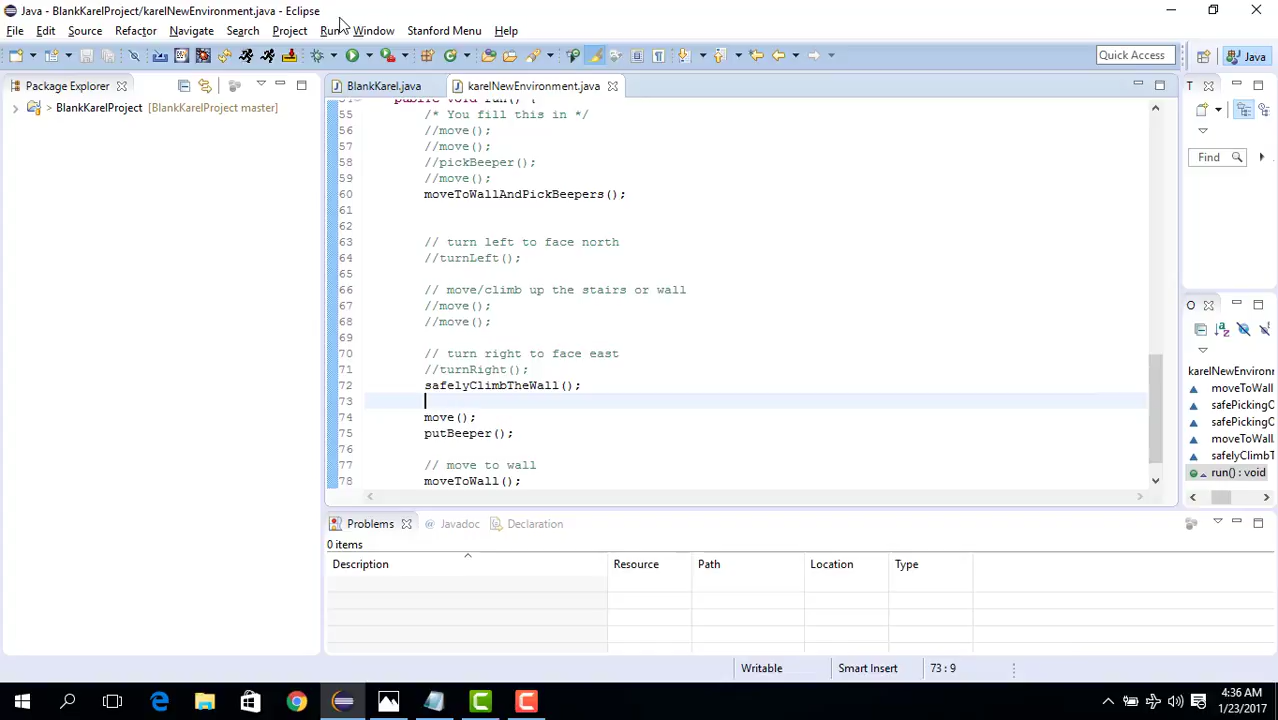 Java - BlankKarelProject/karelNewEnvironment.java - Eclipse
File Edit Source Refactor Navigate Search Project Run Window Stanford Menu Help
Quick Access
Java
Package Explorer
BlankKarelProject [BlankKarelProject master]
BlankKarel.java
karelNewEnvironment.java
public void run() {
55 /* You fill this in */
56 //move();
57 //move();
58 //pickBeeper();
59 //move();
60 moveToWallAndPickBeepers();
61
62
63 // turn left to face north
64 //turnLeft();
65
66 // move/climb up the stairs or wall
67 //move();
68 //move();
69
70 // turn right to face east
71 //turnRight();
72 safelyClimbTheWall();
73
74 move();
75 putBeeper();
76
77 // move to wall
78 moveToWall();
T
Find
O
karelNewEnvironm
moveToWall
safePickingC
safePickingC
moveToWall
safelyClimbT
run() : void
Problems
@ Javadoc
Declaration
0 items
Description Resource Path Location Type
Writable
Smart Insert
73 : 9
4:36 AM
1/23/2017